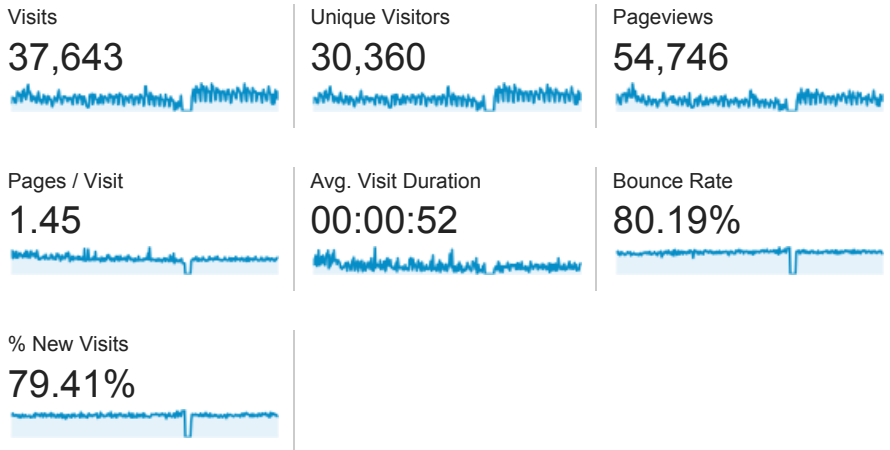 Visits
37,643
Unique Visitors
30,360
Pageviews
54,746
Pages / Visit
1.45
Avg. Visit Duration
00:00:52
Bounce Rate
80.19%
% New Visits
79.41%